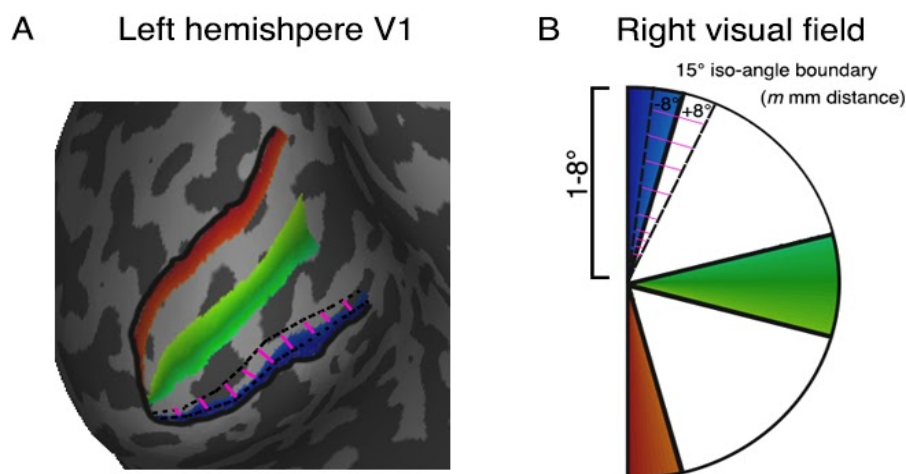 A
Left hemishpere V1
B
Right visual field
15° iso-angle boundary
(m mm distance)
-8°
+8°
1-8°